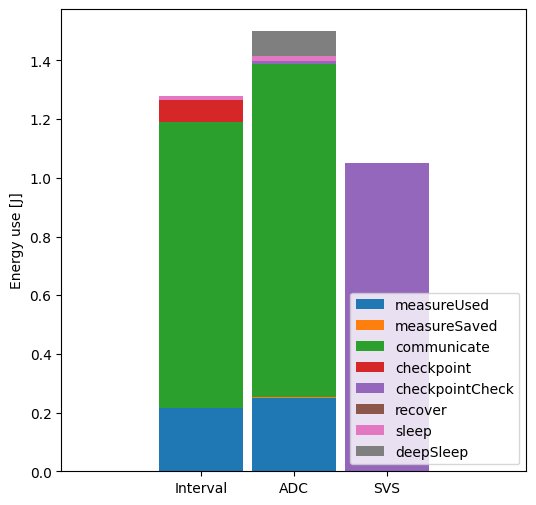 Energy use [J]
1.4
1.2
1.0
0.8
0.6
0.4
0.2
0.0
measureUsed
measureSaved
communicate
checkpoint
checkpointCheck
recover
sleep
deepSleep
Interval ADC SVS